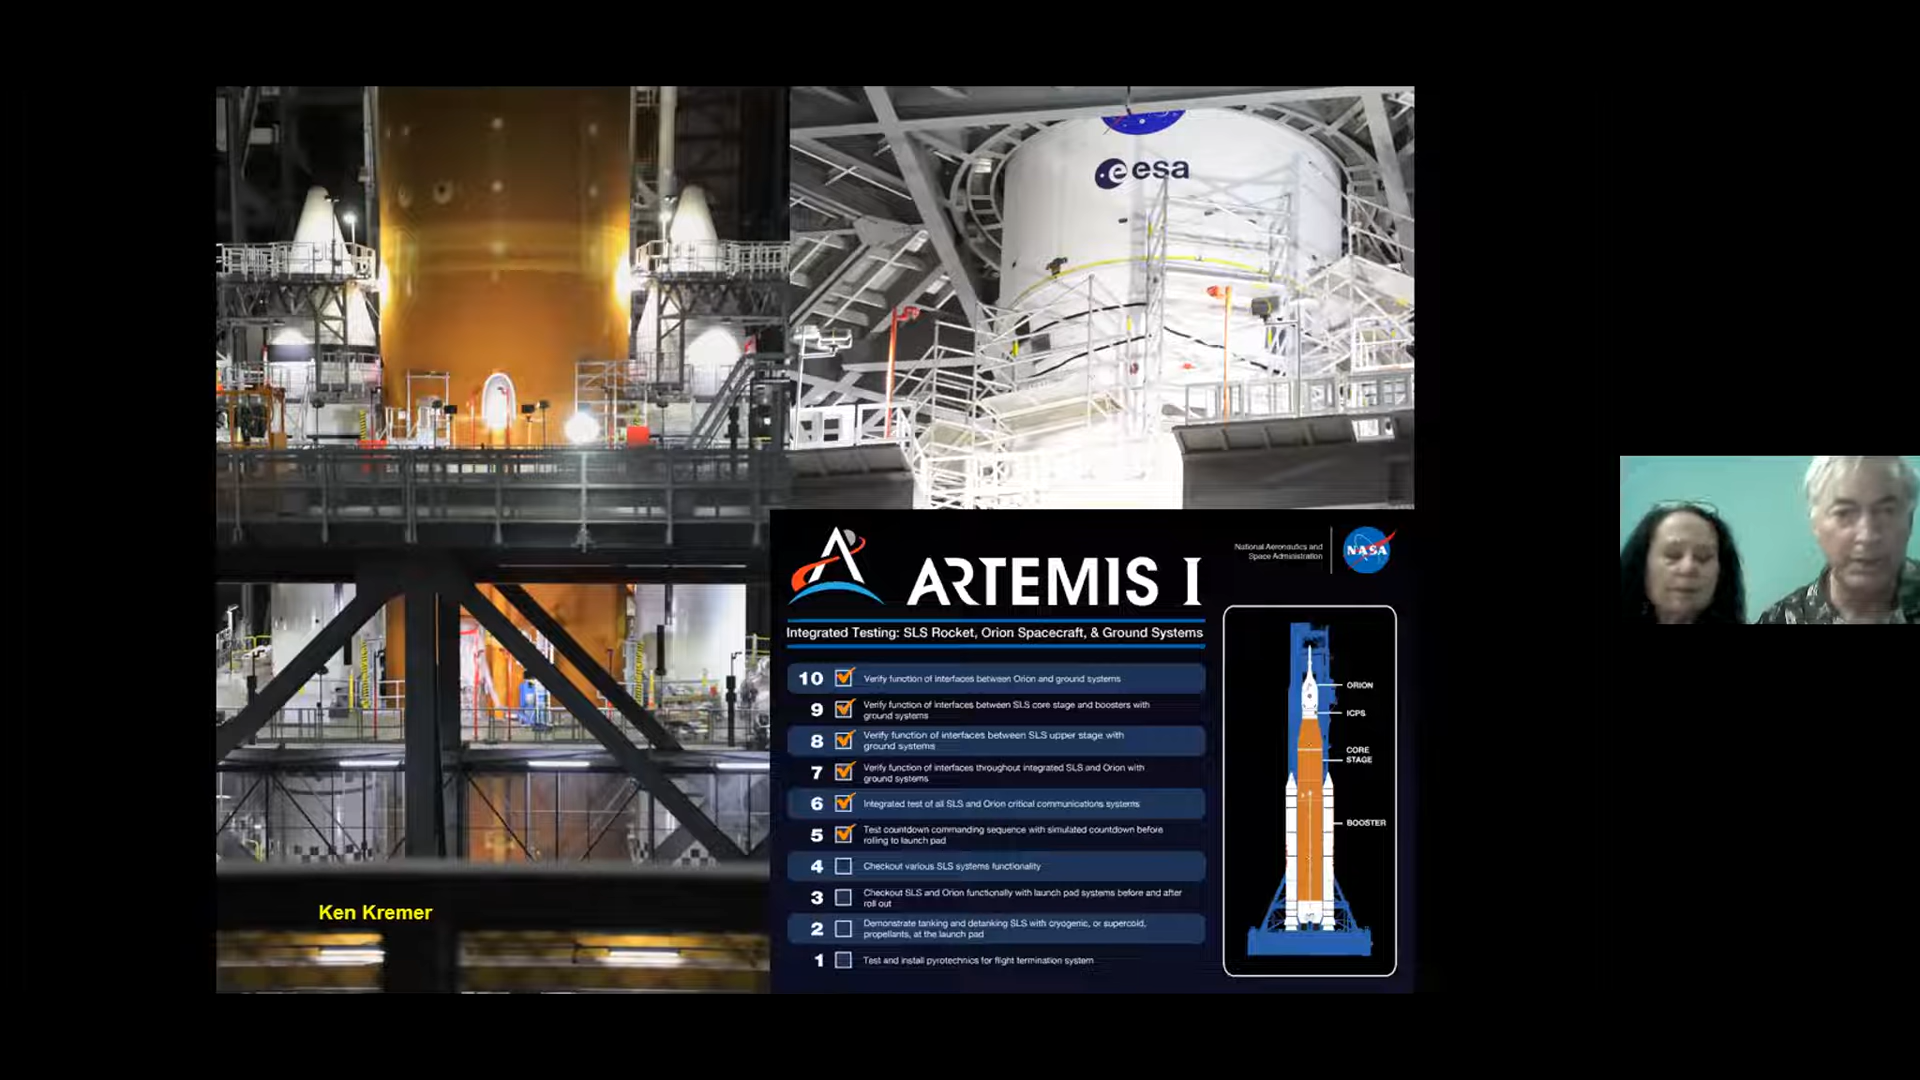 esa
National Aeronautics and
Space Administration
NASA
ARTEMIS I
Integrated Testing: SLS Rocket, Orion Spacecraft, & Ground Systems
10 Verify function of interfaces between Orion and ground systems
9 Verify function of interfaces between SLS core stage and boosters with
ground systems
8 Verify function of interfaces between SLS upper stage with
ground systems
7 Verify function of interfaces throughout integrated SLS and Orion with
ground systems
6 Integrated test of all SLS and Orion critical communications systems
5 Test countdown commanding sequence with simulated countdown before
rolling to launch pad
4 Checkout various SLS systems functionality
3 Checkout SLS and Orion functionally with launch pad systems before and after
roll out
2 Demonstrate tanking and detanking SLS with cryogenic, or supercold,
propellants, at the launch pad
1 Test and install pyrotechnics for flight termination system
ORION
ICPS
CORE
STAGE
BOOSTER
Ken Kremer